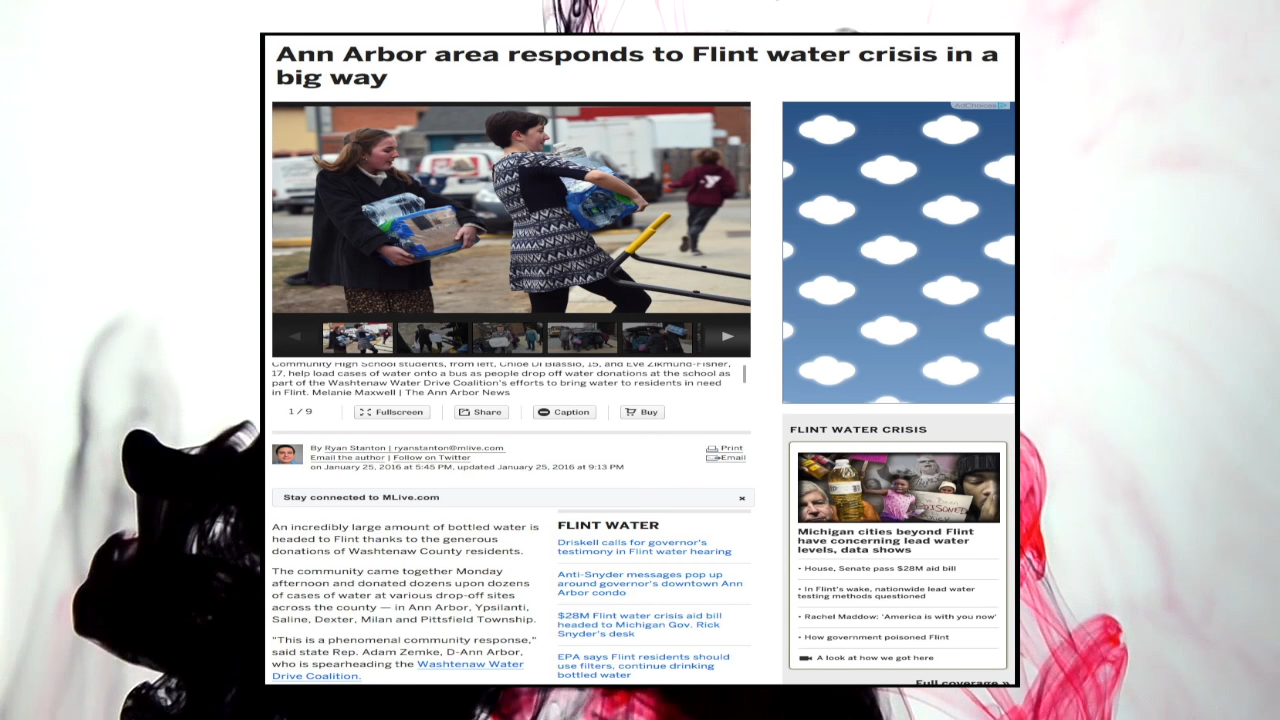 Ann Arbor area responds to Flint water crisis in a
big way
AdChoices
Community High School students, from left, Chloe Di Blassio, 15, and Eve Zikmund-Fisher,
17, help load cases of water onto a bus as people drop off water donations at the school as
part of the Washtenaw Water Drive Coalition's efforts to bring water to residents in need
in Flint. Melanie Maxwell | The Ann Arbor News
1 / 9
Fullscreen
Share
Caption
Buy
By Ryan Stanton | ryanstanton@mlive.com
Email the author | Follow on Twitter
on January 25, 2016 at 5:45 PM, updated January 25, 2016 at 9:13 PM
Print
Email
Stay connected to MLive.com
×
An incredibly large amount of bottled water is
headed to Flint thanks to the generous
donations of Washtenaw County residents.
The community came together Monday
afternoon and donated dozens upon dozens
of cases of water at various drop-off sites
across the county — in Ann Arbor, Ypsilanti,
Saline, Dexter, Milan and Pittsfield Township.
"This is a phenomenal community response,"
said state Rep. Adam Zemke, D-Ann Arbor,
who is spearheading the Washtenaw Water
Drive Coalition.
FLINT WATER
Driskell calls for governor's
testimony in Flint water hearing
Anti-Snyder messages pop up
around governor's downtown Ann
Arbor condo
$28M Flint water crisis aid bill
headed to Michigan Gov. Rick
Snyder's desk
EPA says Flint residents should
use filters, continue drinking
bottled water
FLINT WATER CRISIS
Michigan cities beyond Flint
have concerning lead water
levels, data shows
• House, Senate pass $28M aid bill
• In Flint's wake, nationwide lead water
testing methods questioned
• Rachel Maddow: 'America is with you now'
• How government poisoned Flint
A look at how we got here
Full coverage »